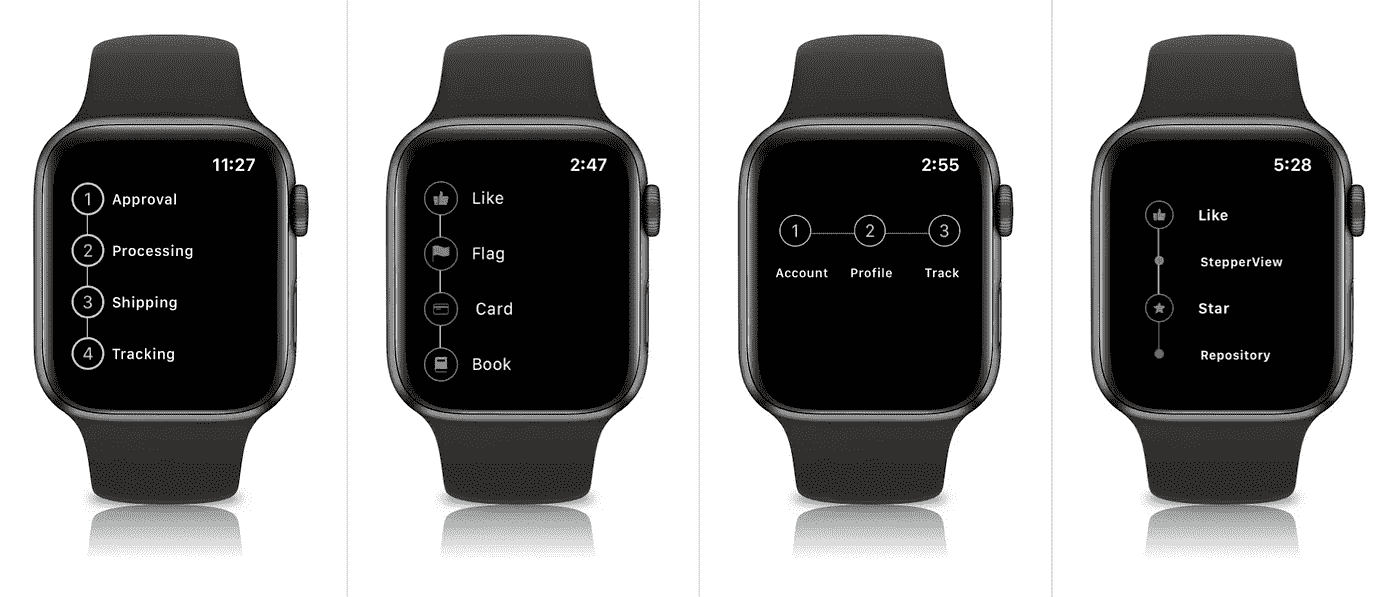 11:27
1 Approval
2 Processing
3 Shipping
4 Tracking
2:47
Like
Flag
Card
Book
2:55
1 2 3
Account Profile Track
5:28
Like
StepperView
Star
Repository